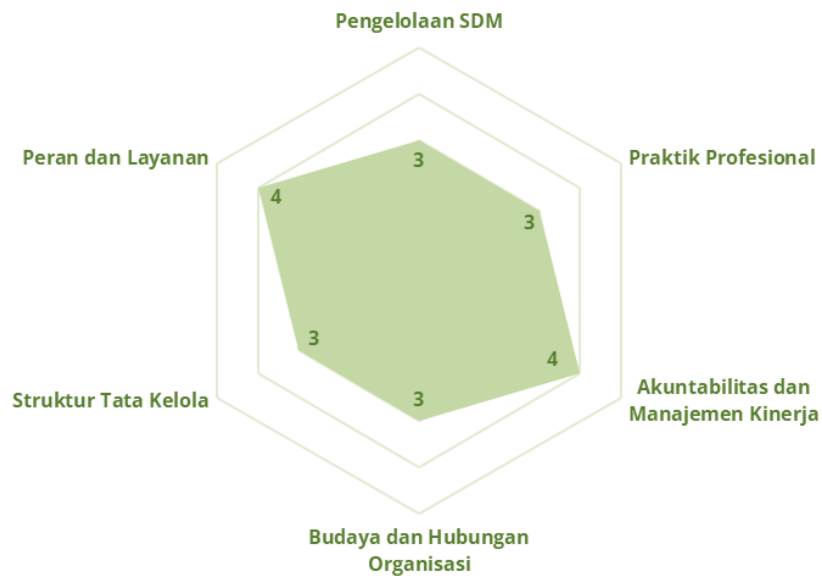 Pengelolaan SDM
Peran dan Layanan
Praktik Profesional
3
4
3
3
4
Struktur Tata Kelola
Akuntabilitas dan
Manajemen Kinerja
3
Budaya dan Hubungan
Organisasi